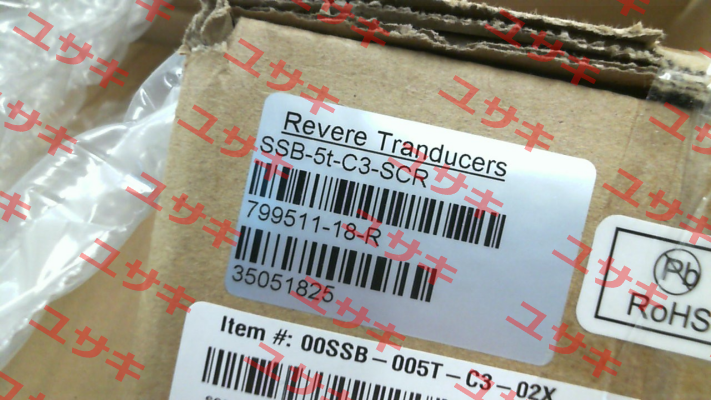 Revere Tranducers
SSB-5t-C3-SCR
799511-18-R
35051825
Pb
RoHS
Item #: 00SSB-005T-C3-02X
ユサキ